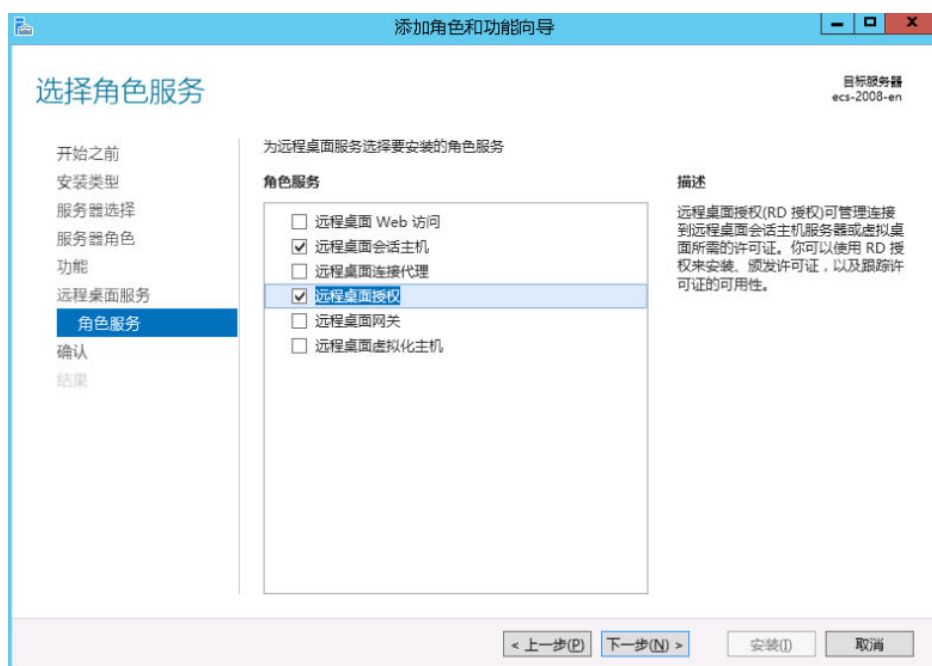 添加角色和功能向导
选择角色服务
目标服务器
ecs-2008-en
开始之前
安装类型
服务器选择
服务器角色
功能
远程桌面服务
角色服务
确认
结果
为远程桌面服务选择要安装的角色服务
角色服务
远程桌面 Web 访问
远程桌面会话主机
远程桌面连接代理
远程桌面授权
远程桌面网关
远程桌面虚拟化主机
描述
远程桌面授权(RD 授权)可管理连接
到远程桌面会话主机服务器或虚拟桌
面所需的许可证。你可以使用 RD 授
权来安装、颁发许可证，以及跟踪许
可证的可用性。
< 上一步(P)
下一步(N) >
安装(I)
取消